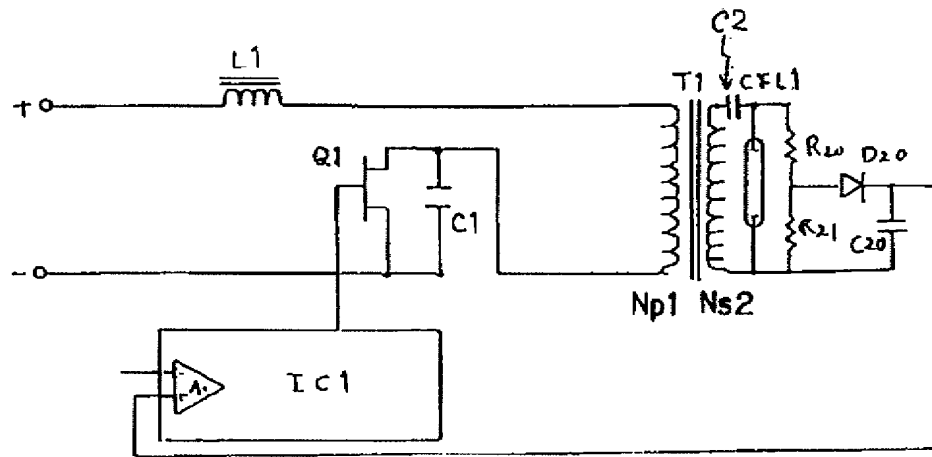 C2
L1
T1
CFL1
+
Q1
R20
D20
C1
R21
C20
-
Np1
Ns2
-
A.
+
IC1